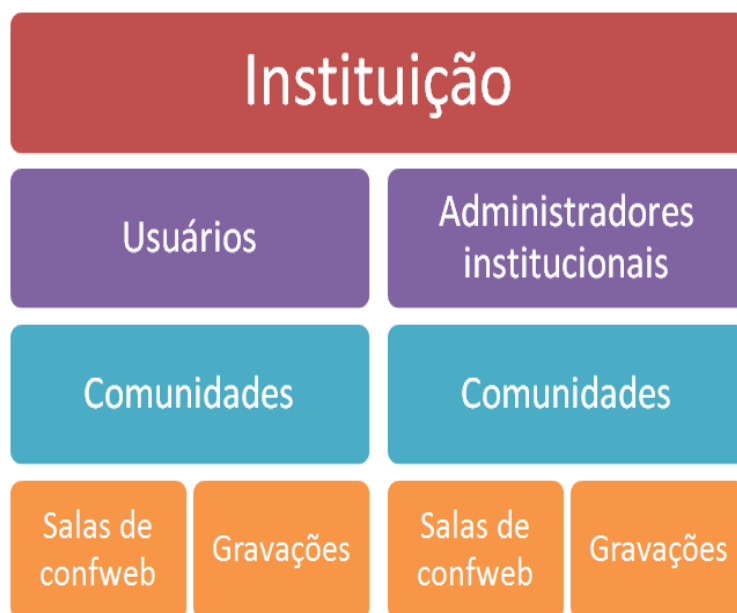 Instituição
Usuários
Administradores
institucionais
Comunidades
Comunidades
Salas de
confweb
Gravações
Salas de
confweb
Gravações